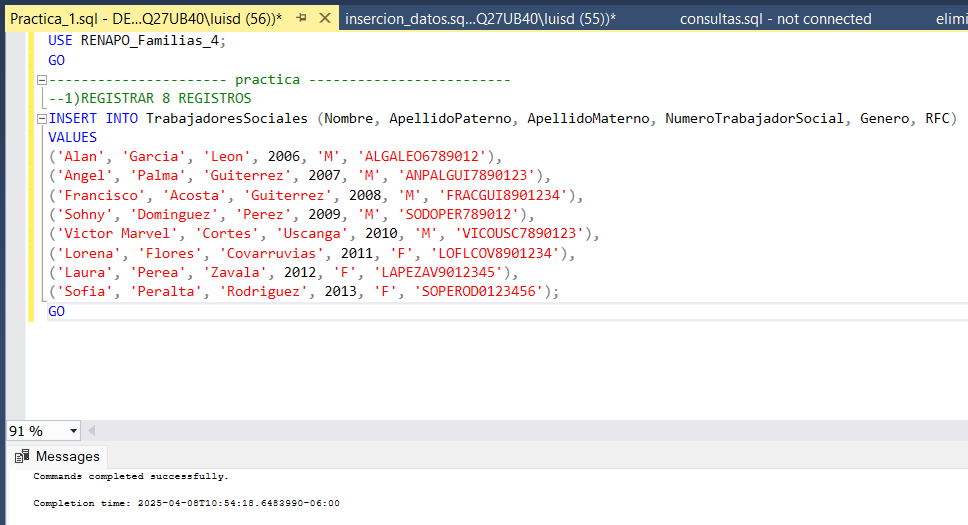 Practica_1.sql - DE...Q27UB40\luisd (56))* insercion_datos.sq...Q27UB40\luisd (55))* consultas.sql - not connected elimi
USE RENAPO_Familias_4;
GO
---------------------- practica -------------------------
--1)REGISTRAR 8 REGISTROS
INSERT INTO TrabajadoresSociales (Nombre, ApellidoPaterno, ApellidoMaterno, NumeroTrabajadorSocial, Genero, RFC)
VALUES
('Alan', 'Garcia', 'Leon', 2006, 'M', 'ALGALEO6789012'),
('Angel', 'Palma', 'Guiterrez', 2007, 'M', 'ANPALGUI7890123'),
('Francisco', 'Acosta', 'Guiterrez', 2008, 'M', 'FRACGUI8901234'),
('Sohny', 'Dominguez', 'Perez', 2009, 'M', 'SODOPER789012'),
('Victor Marvel', 'Cortes', 'Uscanga', 2010, 'M', 'VICOUSC7890123'),
('Lorena', 'Flores', 'Covarruvias', 2011, 'F', 'LOFLCOV8901234'),
('Laura', 'Perea', 'Zavala', 2012, 'F', 'LAPEZAV9012345'),
('Sofia', 'Peralta', 'Rodriguez', 2013, 'F', 'SOPEROD0123456');
GO
91 %
Messages
Commands completed successfully.
Completion time: 2025-04-08T10:54:18.6483990-06:00